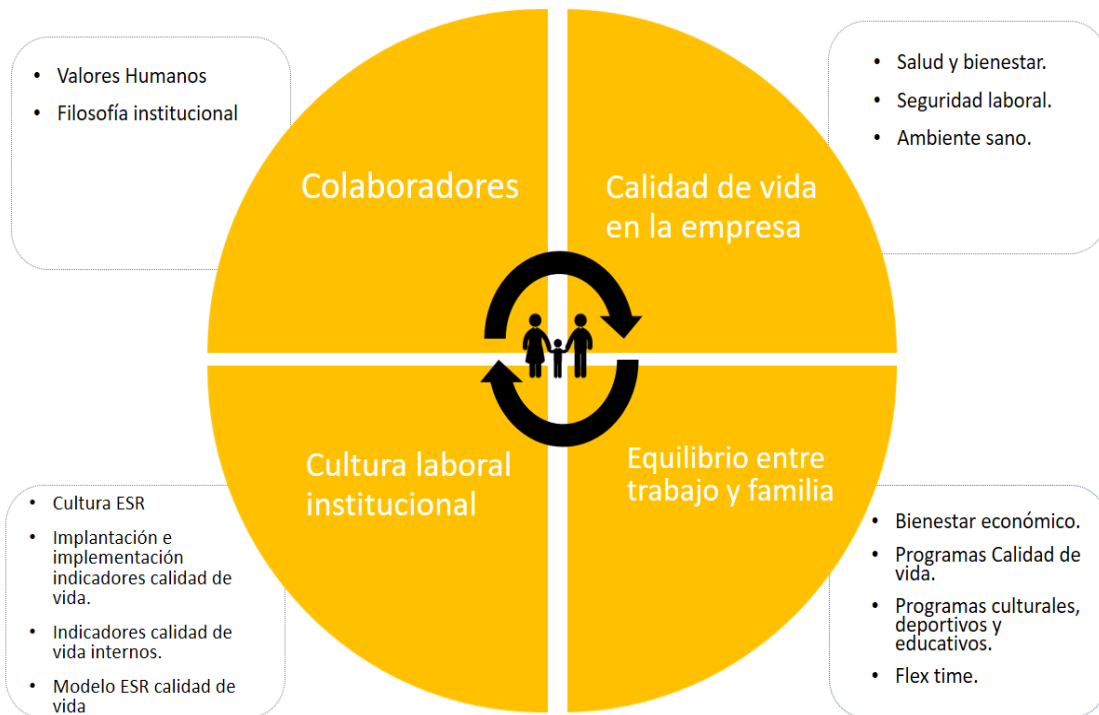 • Valores Humanos
• Filosofía institucional
Colaboradores
Calidad de vida
en la empresa
• Salud y bienestar.
• Seguridad laboral.
• Ambiente sano.
• Cultura ESR
• Implantación e
implementación
indicadores calidad de
vida.
• Indicadores calidad de
vida internos.
• Modelo ESR calidad de
vida
Cultura laboral
institucional
Equilibrio entre
trabajo y familia
• Bienestar económico.
• Programas Calidad de
vida.
• Programas culturales,
deportivos y
educativos.
• Flex time.